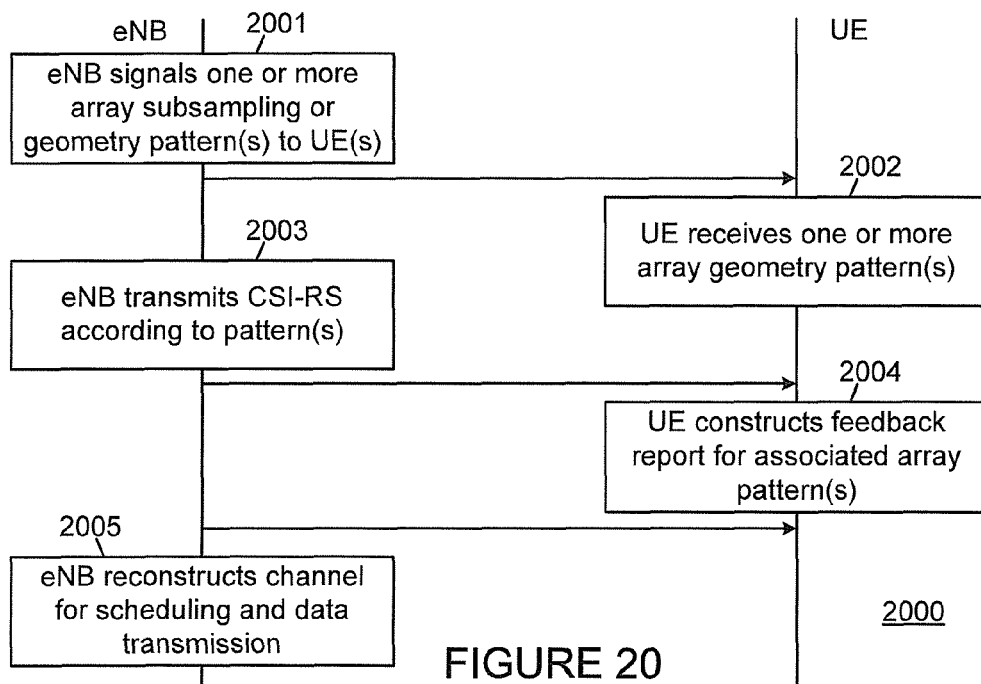 eNB
2001
UE
eNB signals one or more
array subsampling or
geometry pattern(s) to UE(s)
2002
UE receives one or more
array geometry pattern(s)
2003
eNB transmits CSI-RS
according to pattern(s)
2004
UE constructs feedback
report for associated array
pattern(s)
2005
eNB reconstructs channel
for scheduling and data
transmission
2000
FIGURE 20